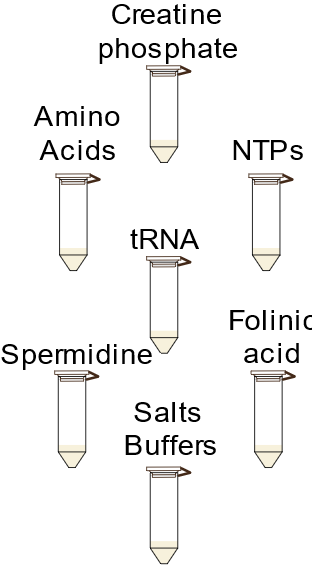 Creatine
phosphate
Amino
Acids
NTPs
tRNA
Spermidine
Folinic
acid
Salts
Buffers